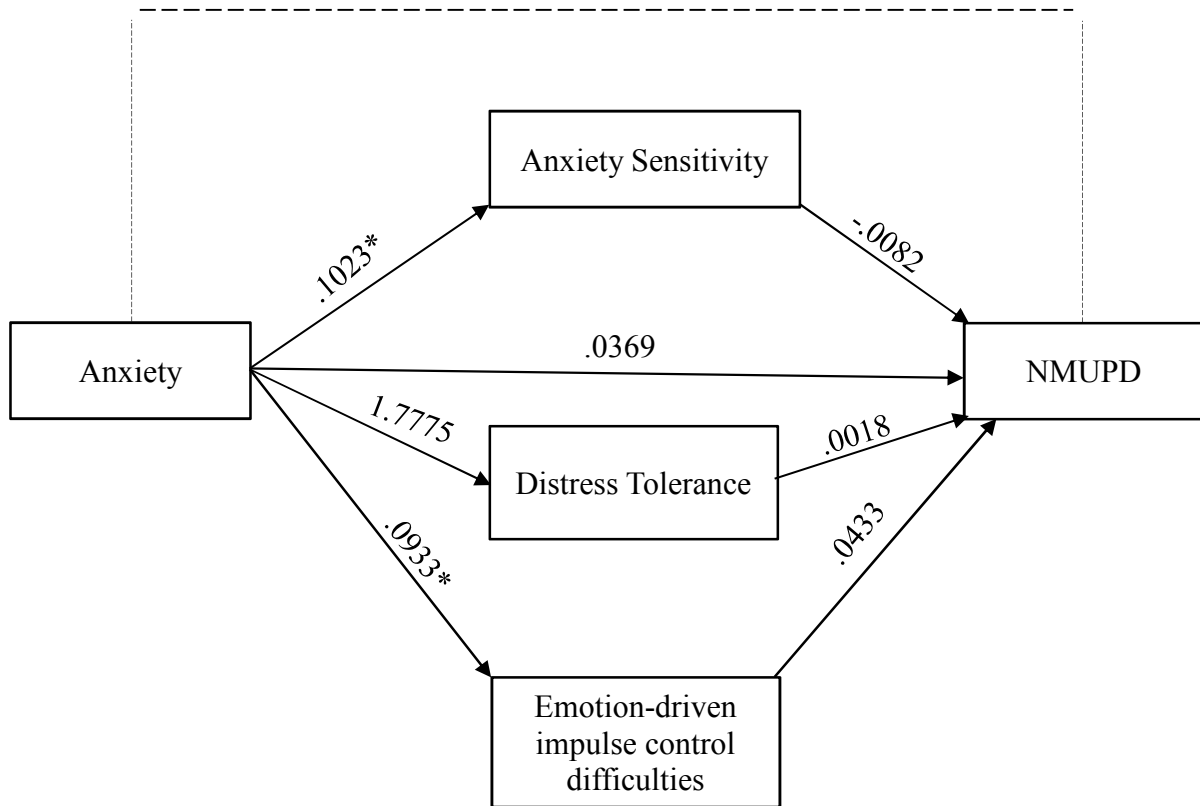 Anxiety Sensitivity
.1023*
-.0082
Anxiety
.0369
NMUPD
1.7775
Distress Tolerance
.0018
.0933*
.0433
Emotion-driven
impulse control
difficulties